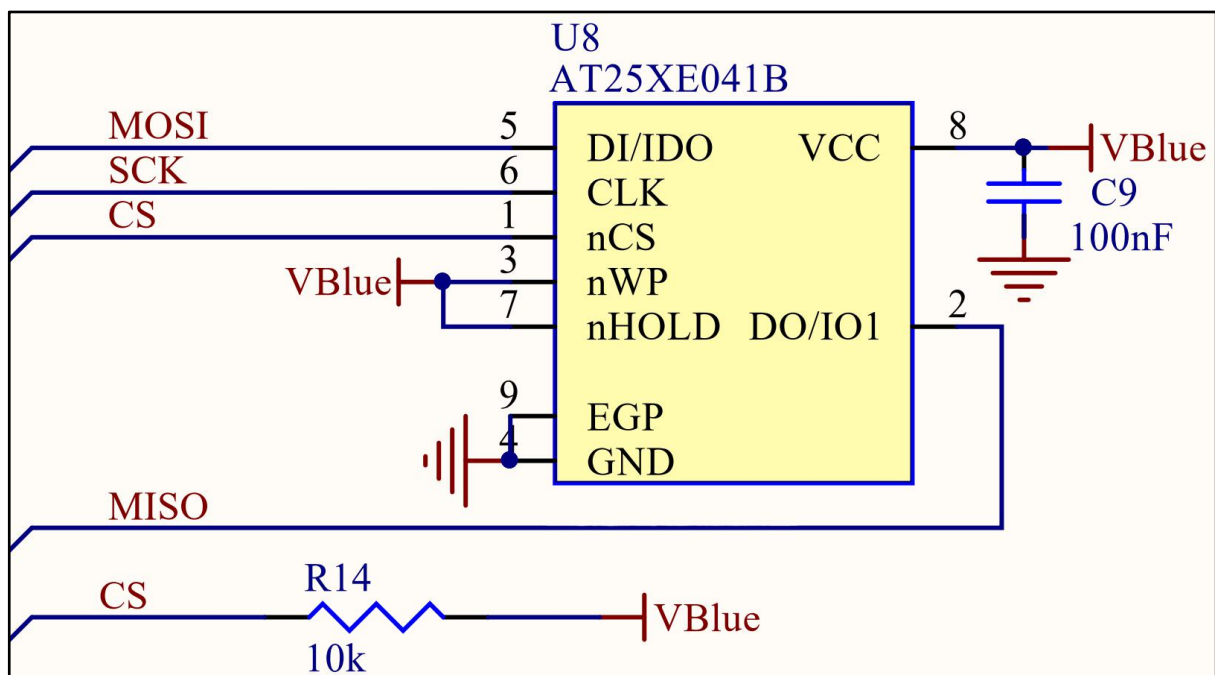 U8
AT25XE041B
MOSI 5 DI/IDO VCC 8 VBlue
SCK 6 CLK C9
CS 1 nCS 100nF
VBlue 3 nWP
7 nHOLD DO/IO1 2
9 EGP
4 GND
MISO
CS R14 VBlue
10k